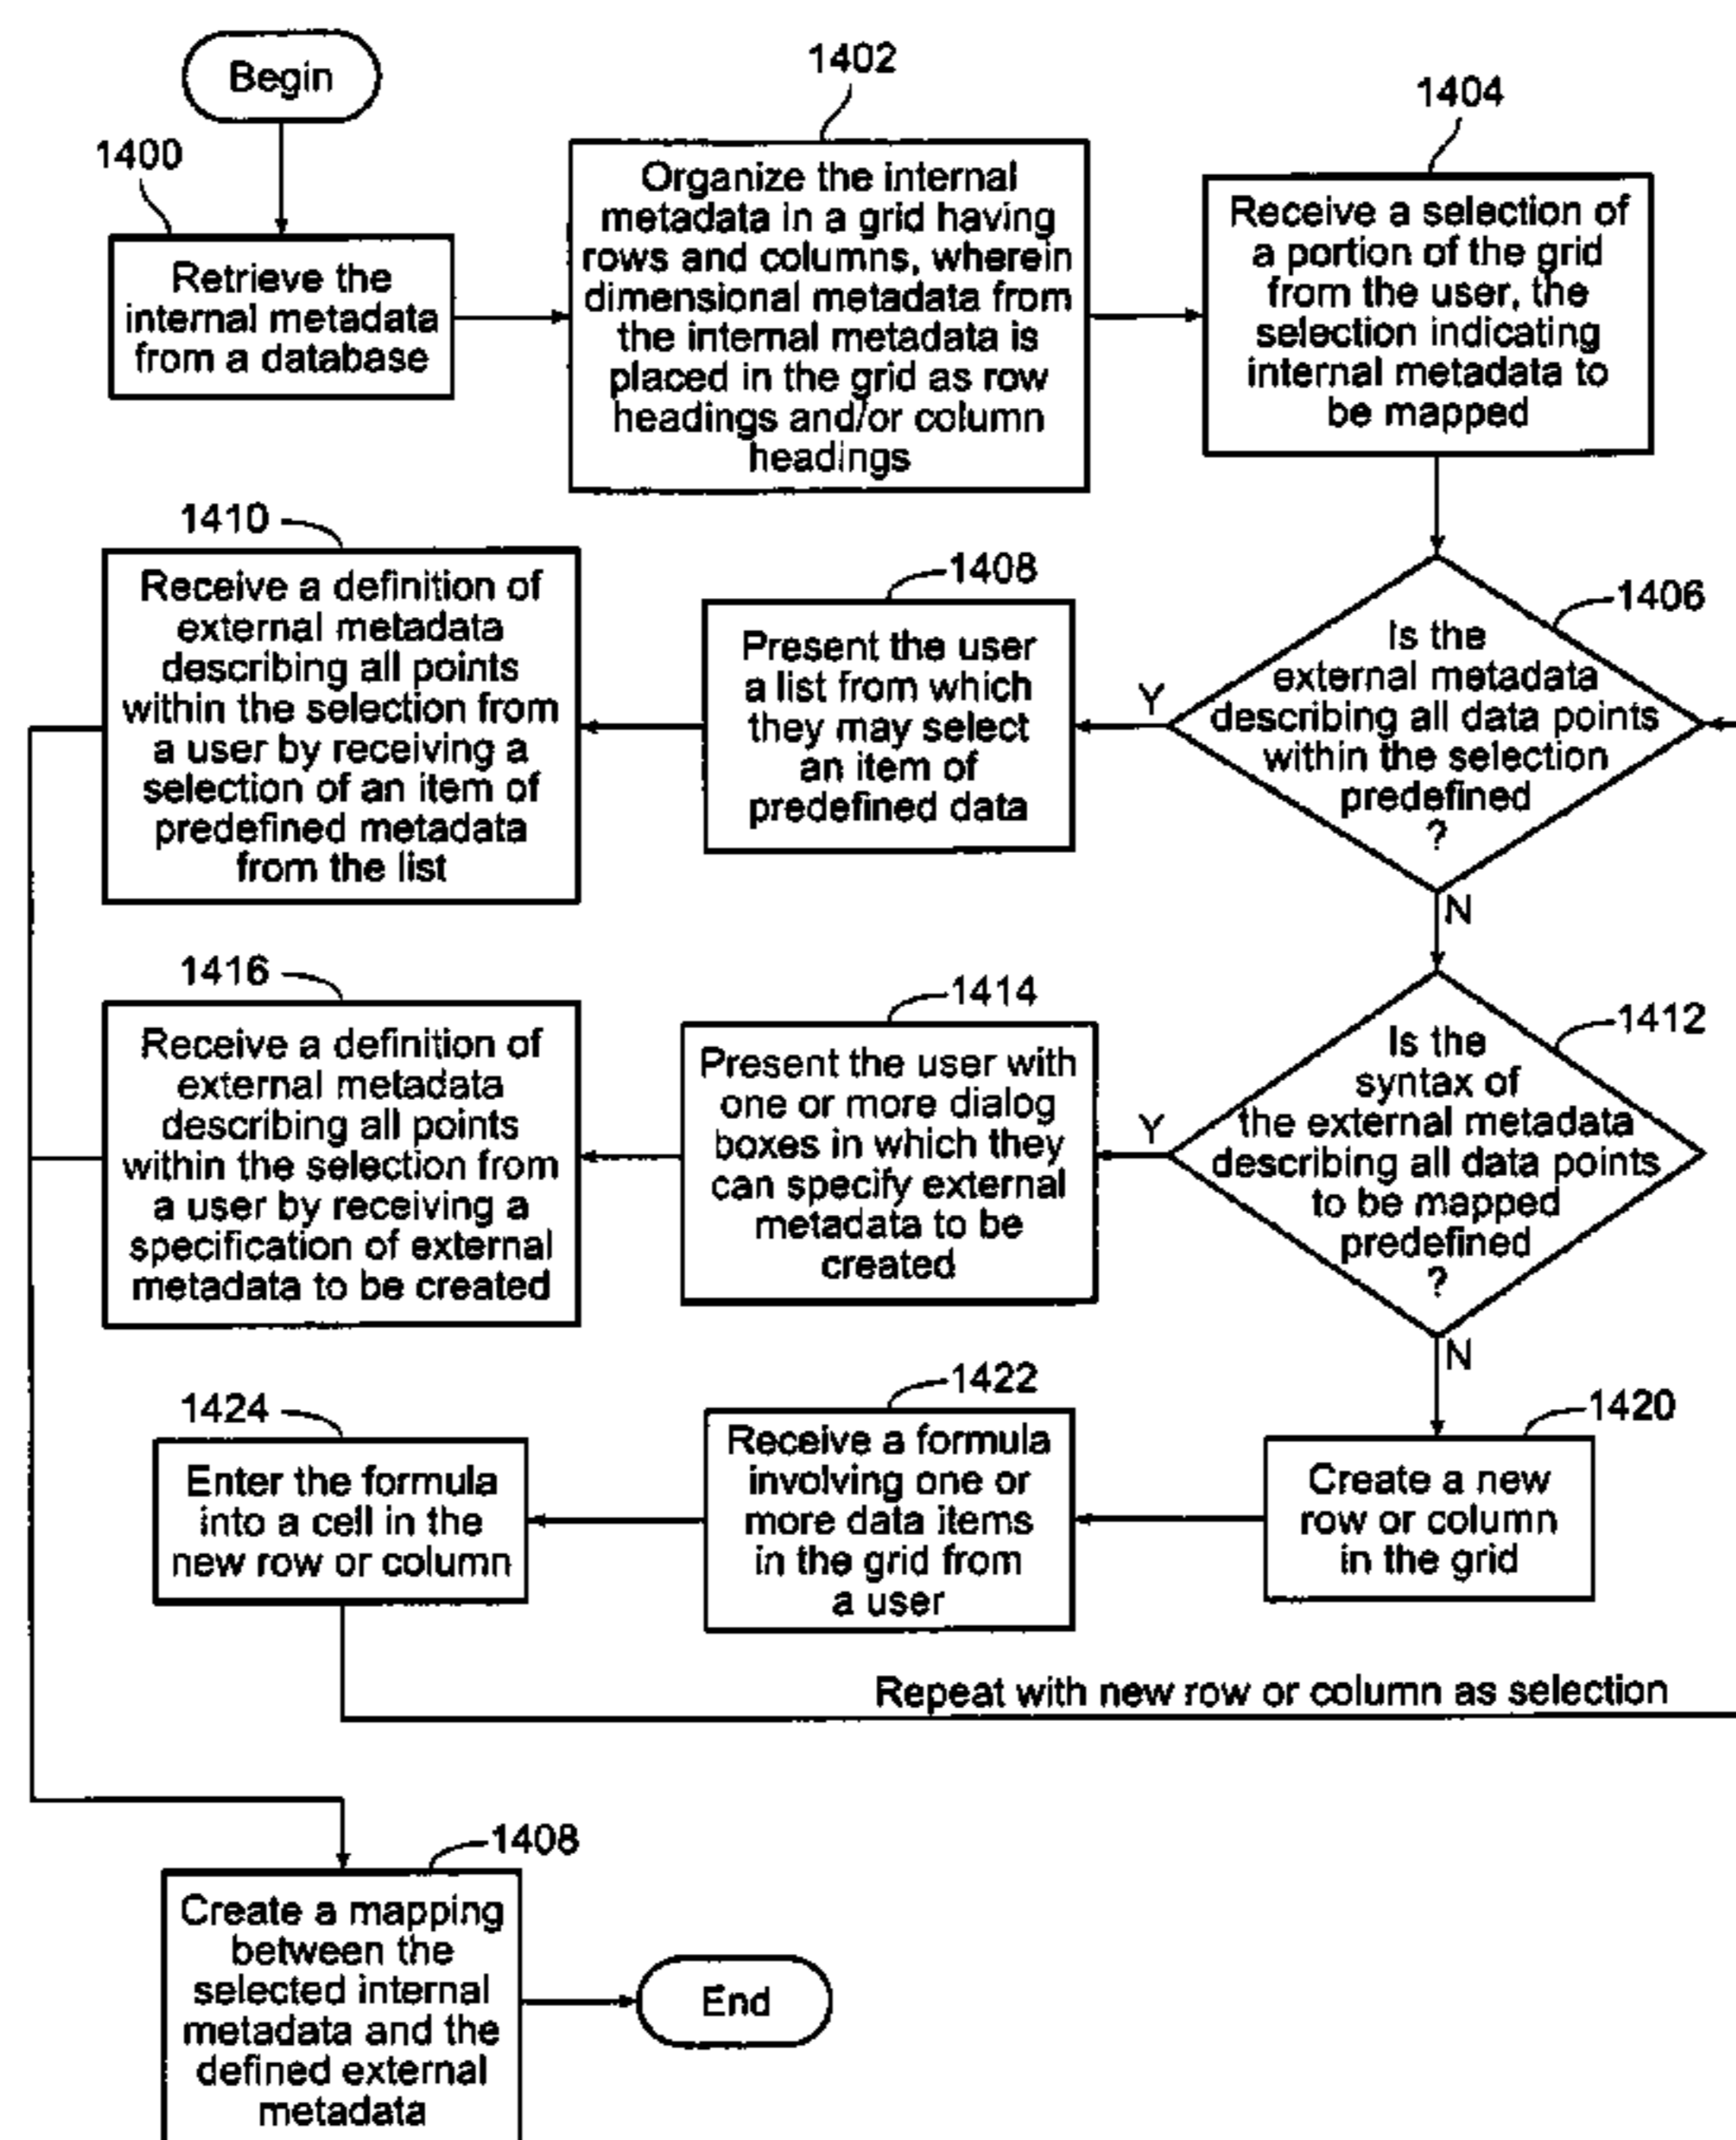 Begin
1400
Retrieve the
internal metadata
from a database
1402
Organize the internal
metadata in a grid having
rows and columns, wherein
dimensional metadata from
the internal metadata is
placed in the grid as row
headings and/or column
headings
1404
Receive a selection of
a portion of the grid
from the user, the
selection indicating
internal metadata to
be mapped
1406
Is the
external metadata
describing all data points
within the selection
predefined
?
Y
N
1408
Present the user
a list from which
they may select
an item of
predefined data
1410
Receive a definition of
external metadata
describing all points
within the selection from
a user by receiving a
selection of an item of
predefined metadata
from the list
1412
Is the
syntax of
the external metadata
describing all data points
to be mapped
predefined
?
Y
N
1414
Present the user with
one or more dialog
boxes in which they
can specify external
metadata to be
created
1416
Receive a definition of
external metadata
describing all points
within the selection from
a user by receiving a
specification of external
metadata to be created
1420
Create a new
row or column
in the grid
1422
Receive a formula
involving one or
more data items
in the grid from
a user
1424
Enter the formula
into a cell in the
new row or column
Repeat with new row or column as selection
1408
Create a mapping
between the
selected internal
metadata and the
defined external
metadata
End